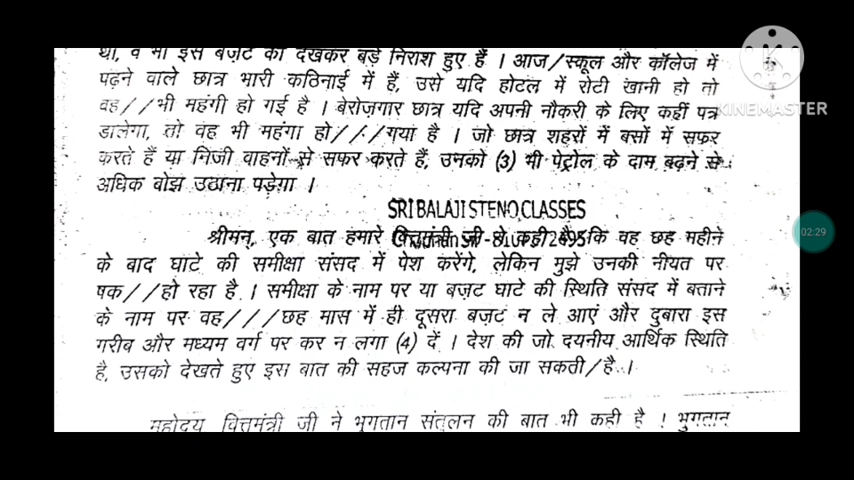 था, वे भी इस बज़ट को देखकर बड़े निराश हुए हैं । आज/स्कूल और कॉलेज में
पढ़ने वाले छात्र भारी कठिनाई में हैं, उसे यदि होटल में रोटी खानी हो तो
वह//भी महंगी हो गई है । बेरोज़गार छात्र यदि अपनी नौकरी के लिए कहीं पत्र
डालेगा, तो वह भी महंगा हो///गया है । जो छात्र शहरों में बसों में सफर
करते हैं या निजी वाहनों से सफर करते हैं, उनको (3) भी पेट्रोल के दाम बढ़ने से
अधिक बोझ उठाना पड़ेगा ।
SRI BALAJI STENO CLASSES
श्रीमन्, एक बात हमारे वित्तमंत्री जी ने कही है कि वह छह महीने
के बाद घाटे की समीक्षा संसद में पेश करेंगे, लेकिन मुझे उनकी नीयत पर
षक//हो रहा है । समीक्षा के नाम पर या बज़ट घाटे की स्थिति संसद में बताने
के नाम पर वह///छह मास में ही दूसरा बज़ट न ले आएं और दुबारा इस
गरीब और मध्यम वर्ग पर कर न लगा (4) दें । देश की जो दयनीय आर्थिक स्थिति
है, उसको देखते हुए इस बात की सहज कल्पना की जा सकती/है ।
महोदय वित्तमंत्री जी ने भुगतान संतुलन की बात भी कही है । भुगतान
KINEMASTER
02:29